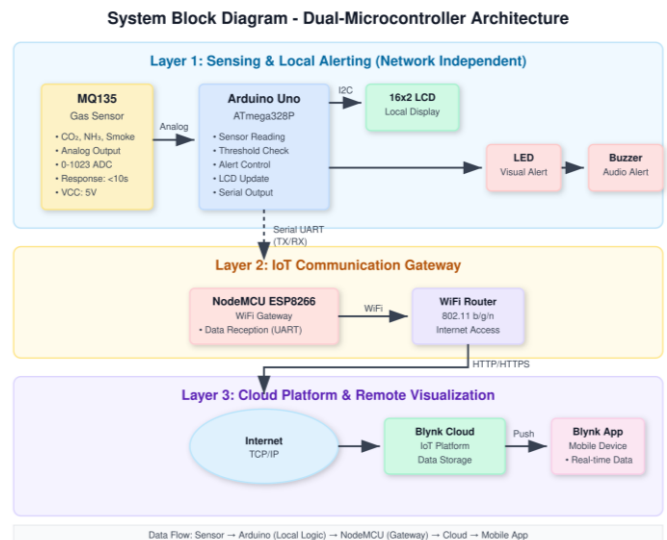 System Block Diagram - Dual-Microcontroller Architecture
Layer 1: Sensing & Local Alerting (Network Independent)
MQ135
Gas Sensor
• CO₂, NH₃, Smoke
• Analog Output
• 0-1023 ADC
• Response: <10s
• VCC: 5V
Analog
Arduino Uno
ATmega328P
• Sensor Reading
• Threshold Check
• Alert Control
• LCD Update
• Serial Output
I2C
16x2 LCD
Local Display
LED
Visual Alert
Buzzer
Audio Alert
Serial UART
(TX/RX)
Layer 2: IoT Communication Gateway
NodeMCU ESP8266
WiFi Gateway
• Data Reception (UART)
WiFi
WiFi Router
802.11 b/g/n
Internet Access
HTTP/HTTPS
Layer 3: Cloud Platform & Remote Visualization
Internet
TCP/IP
Blynk Cloud
IoT Platform
Data Storage
Push
Blynk App
Mobile Device
• Real-time Data
Data Flow: Sensor → Arduino (Local Logic) → NodeMCU (Gateway) → Cloud → Mobile App